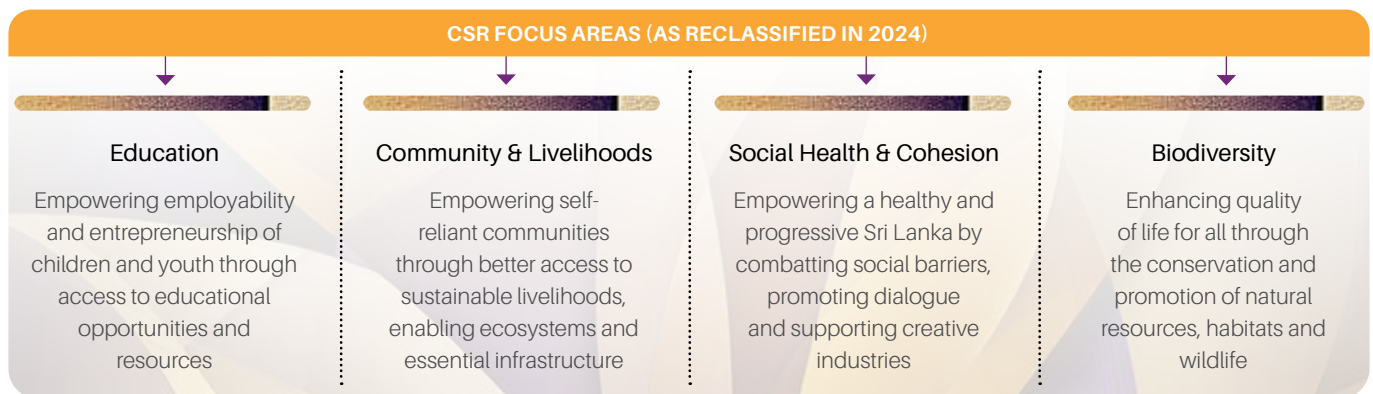 CSR FOCUS AREAS (AS RECLASSIFIED IN 2024)
Education
Empowering employability
and entrepreneurship of
children and youth through
access to educational
opportunities and
resources
Community & Livelihoods
Empowering self-
reliant communities
through better access to
sustainable livelihoods,
enabling ecosystems and
essential infrastructure
Social Health & Cohesion
Empowering a healthy and
progressive Sri Lanka by
combatting social barriers,
promoting dialogue
and supporting creative
industries
Biodiversity
Enhancing quality
of life for all through
the conservation and
promotion of natural
resources, habitats and
wildlife